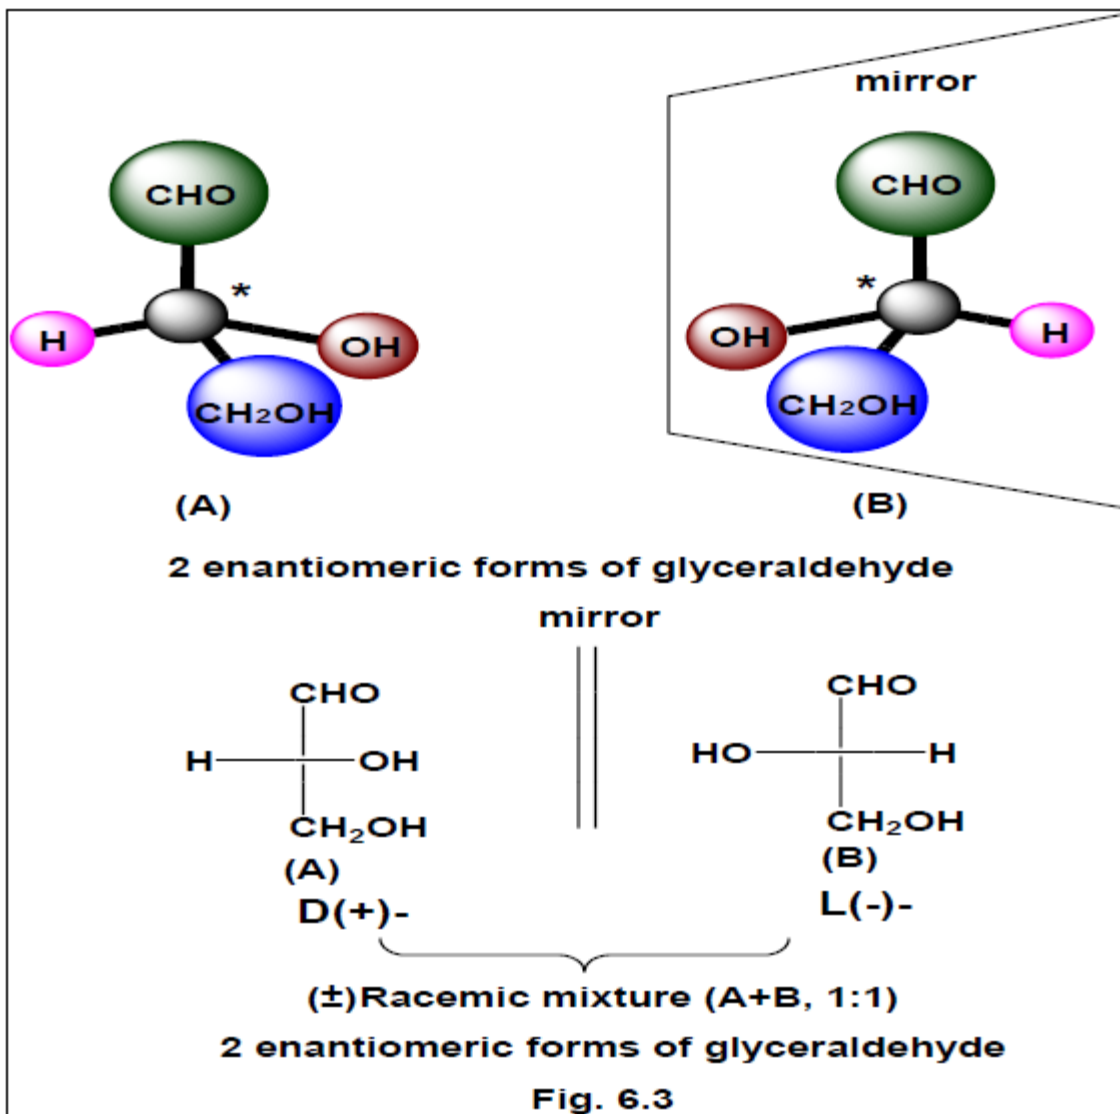 mirror
CHO
CHO
*
*
H
OH
OH
H
CH₂OH
CH₂OH
(A)
(B)
2 enantiomeric forms of glyceraldehyde
mirror
CHO
CHO
H
OH
HO
H
CH₂OH
CH₂OH
(A)
(B)
D(+)-
L(-)-
(±)Racemic mixture (A+B, 1:1)
2 enantiomeric forms of glyceraldehyde
Fig. 6.3